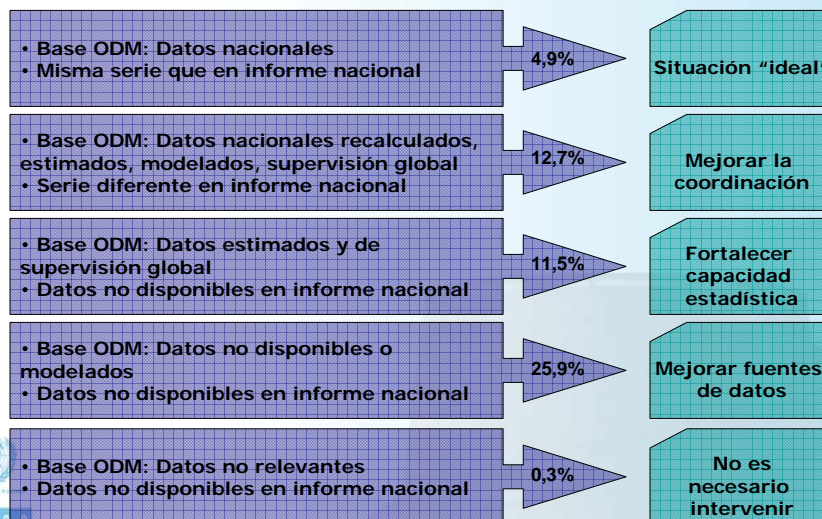 • Base ODM: Datos nacionales
• Misma serie que en informe nacional
4,9%
Situación “ideal”
• Base ODM: Datos nacionales recalculados,
estimados, modelados, supervisión global
• Serie diferente en informe nacional
12,7%
Mejorar la
coordinación
• Base ODM: Datos estimados y de
supervisión global
• Datos no disponibles en informe nacional
11,5%
Fortalecer
capacidad
estadística
• Base ODM: Datos no disponibles o
modelados
• Datos no disponibles en informe nacional
25,9%
Mejorar fuentes
de datos
• Base ODM: Datos no relevantes
• Datos no disponibles en informe nacional
0,3%
No es
necesario
intervenir